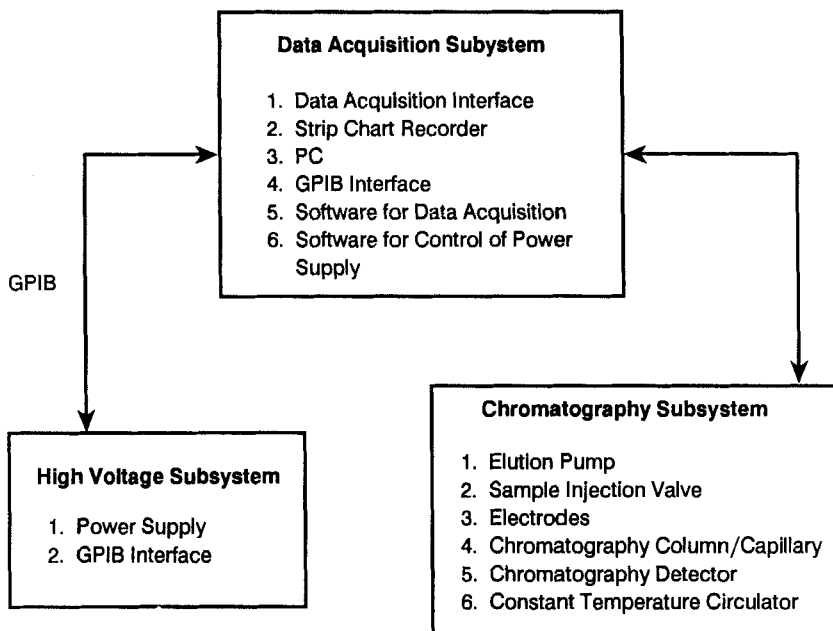 Data Acquisition Subystem
1. Data Acquisition Interface
2. Strip Chart Recorder
3. PC
4. GPIB Interface
5. Software for Data Acquisition
6. Software for Control of Power
Supply
GPIB
High Voltage Subsystem
1. Power Supply
2. GPIB Interface
Chromatography Subsystem
1. Elution Pump
2. Sample Injection Valve
3. Electrodes
4. Chromatography Column/Capillary
5. Chromatography Detector
6. Constant Temperature Circulator